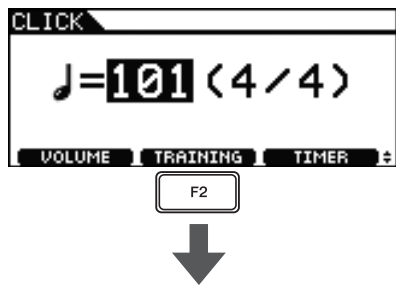 CLICK
♩=101(4/4)
VOLUME TRAINING TIMER
F2